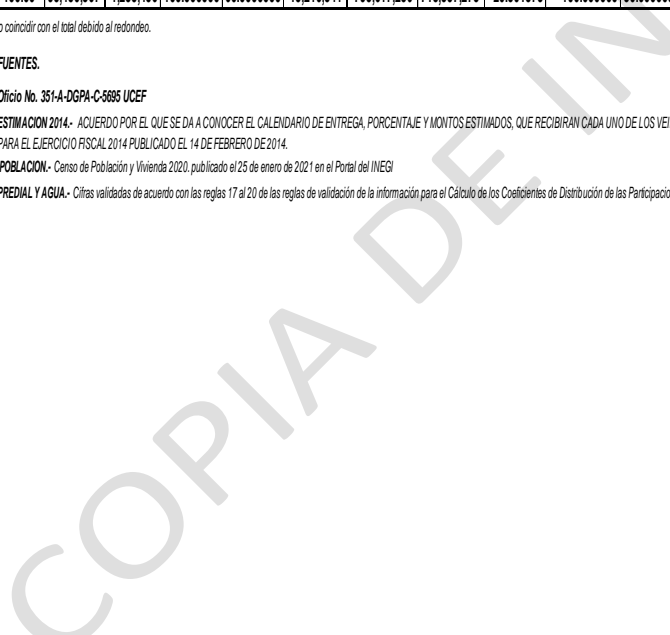 o coincidir con el total debido al redondeo.
FUENTES.
Oficio No. 351-A-DGPA-C-5695 UCEF
ESTIMACION 2014.- ACUERDO POR EL QUE SE DA A CONOCER EL CALENDARIO DE ENTREGA, PORCENTAJE Y MONTOS ESTIMADOS, QUE RECIBIRAN CADA UNO DE LOS VEI
PARA EL EJERCICIO FISCAL 2014 PUBLICADO EL 14 DE FEBRERO DE 2014.
POBLACION.- Censo de Población y Vivienda 2020. publicado el 25 de enero de 2021 en el Portal del INEGI
PREDIAL Y AGUA.- Cifras validadas de acuerdo con las reglas 17 al 20 de las reglas de validación de la información para el Cálculo de los Coeficientes de Distribución de las Participacio
COPIA DE IN